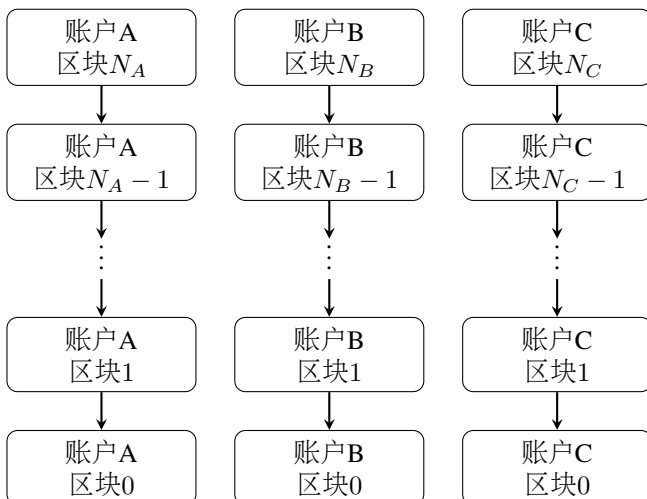 账户A
区块N_A
账户B
区块N_B
账户C
区块N_C
账户A
区块N_A − 1
账户B
区块N_B − 1
账户C
区块N_C − 1
账户A
区块1
账户B
区块1
账户C
区块1
账户A
区块0
账户B
区块0
账户C
区块0